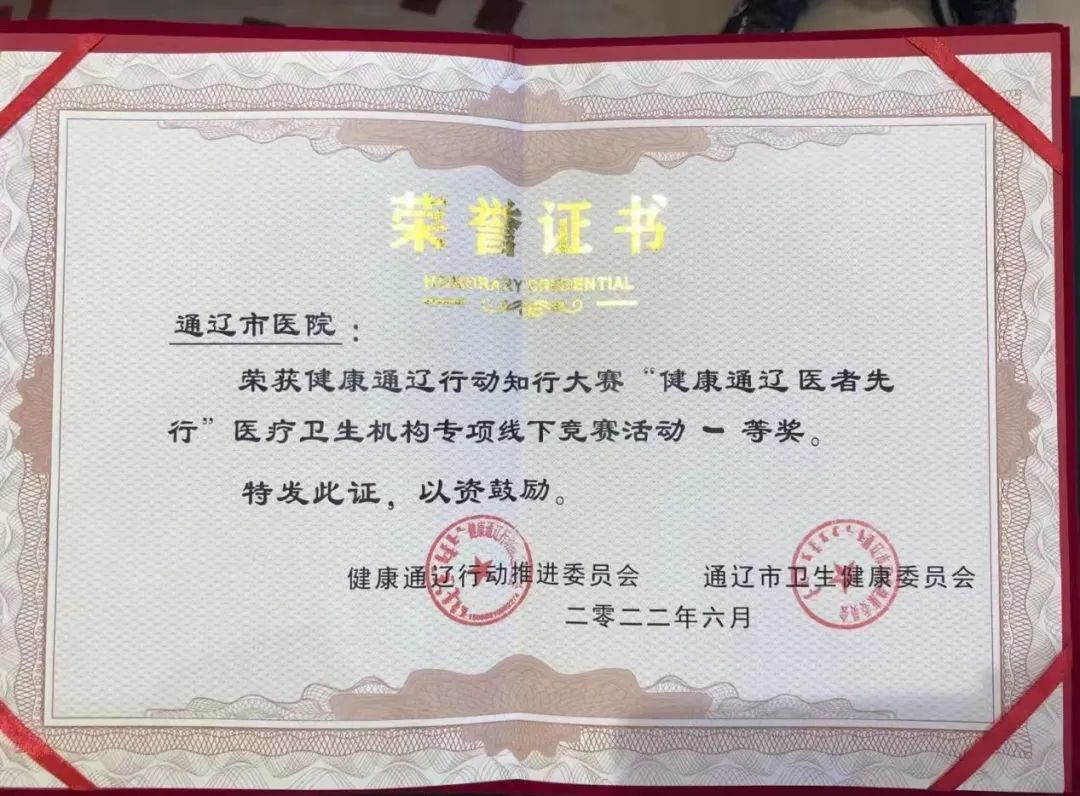 荣誉证书
HONORARY CREDENTIAL
通辽市医院：
荣获健康通辽行动知行大赛“健康通辽 医者先
行”医疗卫生机构专项线下竞赛活动 一 等奖。
特发此证，以资鼓励。
健康通辽行动推进委员会 通辽市卫生健康委员会
二零二二年六月